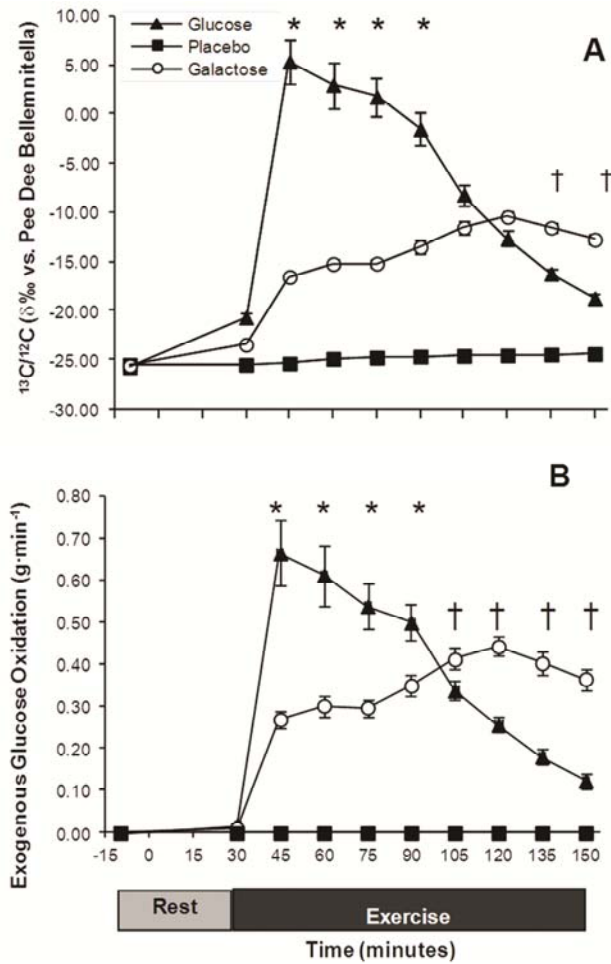 10.00
5.00
0.00
-5.00
-10.00
-15.00
-20.00
-25.00
-30.00
¹³C/¹²C (δ‰ vs. Pee Dee Bellemnitella)
Glucose
Placebo
Galactose
* * * *
A
† †
B
0.80
0.70
0.60
0.50
0.40
0.30
0.20
0.10
0.00
Exogenous Glucose Oxidation (g·min⁻¹)
* * * *
† † † †
-15 0 30 45 60 75 90 105 120 135 150
Rest Exercise
Time (minutes)